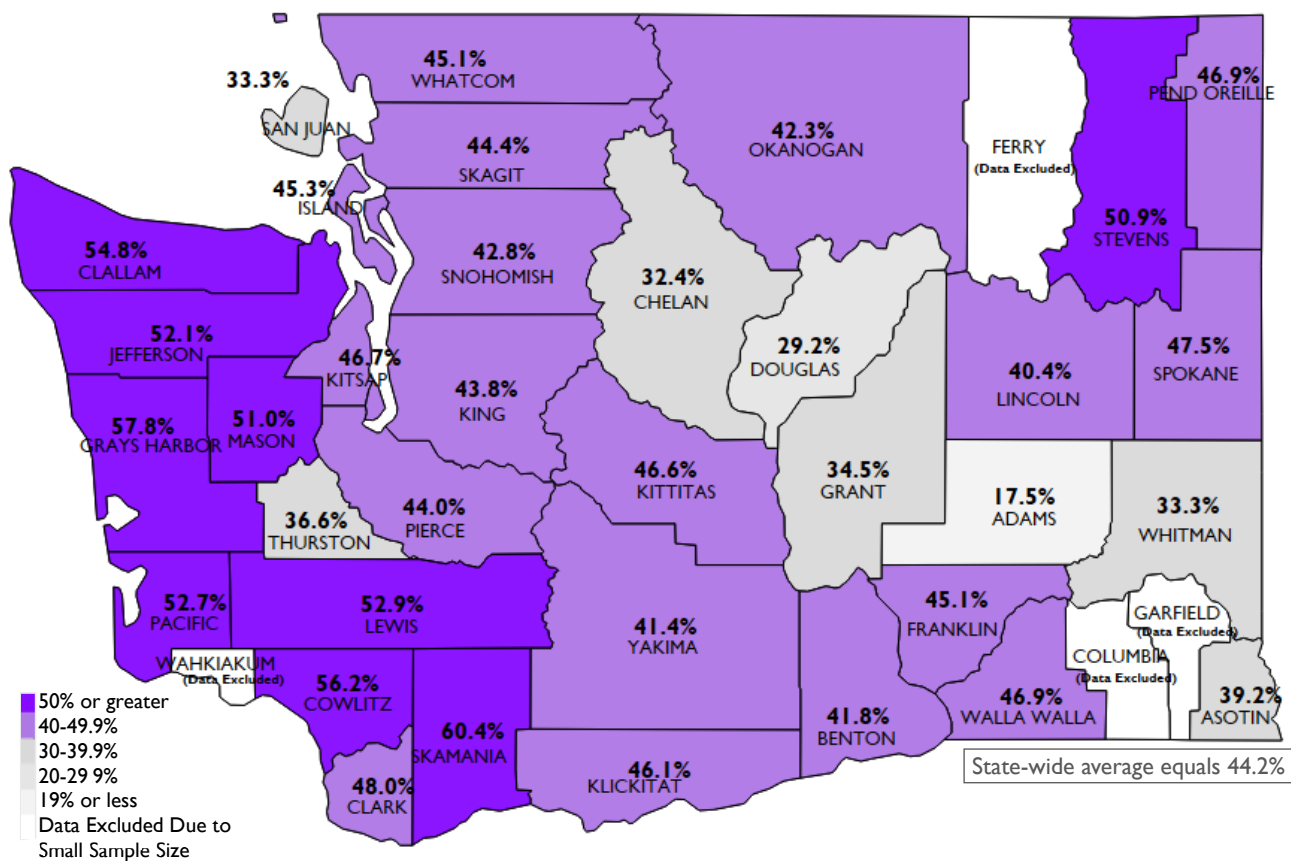 45.1%
WHATCOM
33.3%
SAN JUAN
44.4%
SKAGIT
45.3%
ISLAND
42.3%
OKANOGAN
FERRY
(Data Excluded)
46.9%
PEND OREILLE
50.9%
STEVENS
54.8%
CLALLAM
42.8%
SNOHOMISH
32.4%
CHELAN
52.1%
JEFFERSON
46.7%
KITSAP
29.2%
DOUGLAS
47.5%
SPOKANE
40.4%
LINCOLN
43.8%
KING
57.8%
GRAYS HARBOR
51.0%
MASON
46.6%
KITTITAS
34.5%
GRANT
17.5%
ADAMS
33.3%
WHITMAN
36.6%
THURSTON
44.0%
PIERCE
52.7%
PACIFIC
52.9%
LEWIS
41.4%
YAKIMA
45.1%
FRANKLIN
GARFIELD
(Data Excluded)
COLUMBIA
(Data Excluded)
WAHKIAKUM
(Data Excluded)
56.2%
COWLITZ
60.4%
SKAMANIA
46.9%
WALLA WALLA
39.2%
ASOTIN
41.8%
BENTON
46.1%
KLICKITAT
48.0%
CLARK
State-wide average equals 44.2%
50% or greater
40-49.9%
30-39.9%
20-29 9%
19% or less
Data Excluded Due to
Small Sample Size